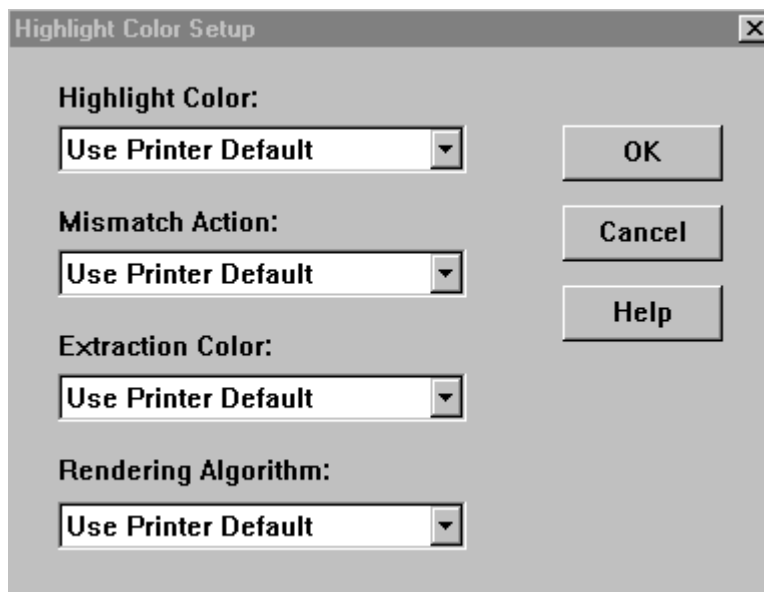 Highlight Color Setup
Highlight Color:
Use Printer Default
OK
Mismatch Action:
Cancel
Use Printer Default
Help
Extraction Color:
Use Printer Default
Rendering Algorithm:
Use Printer Default